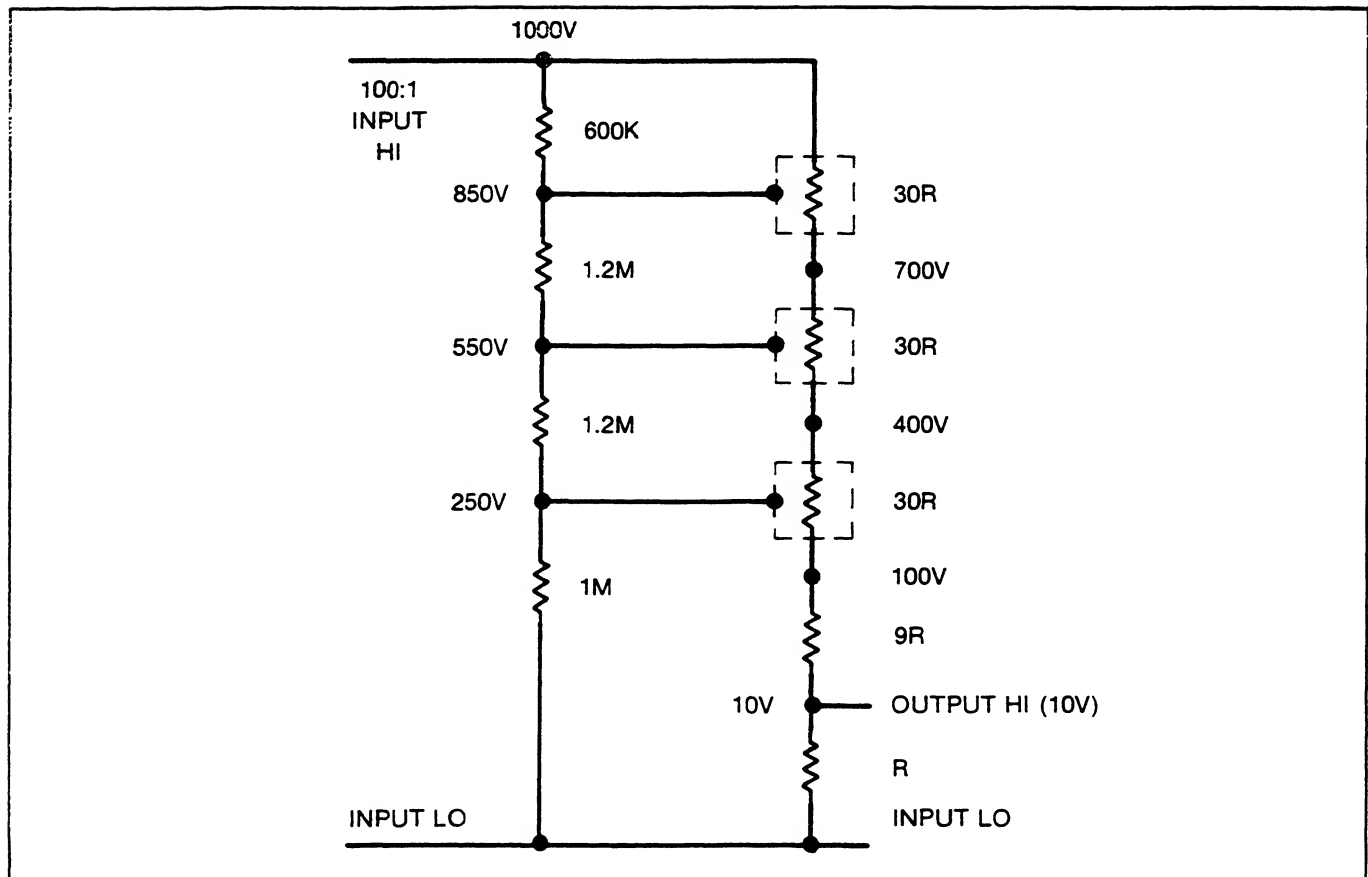 1000V
100:1
INPUT
HI
600K
850V
30R
1.2M
700V
550V
30R
1.2M
400V
250V
30R
1M
100V
9R
10V
OUTPUT HI (10V)
R
INPUT LO
INPUT LO